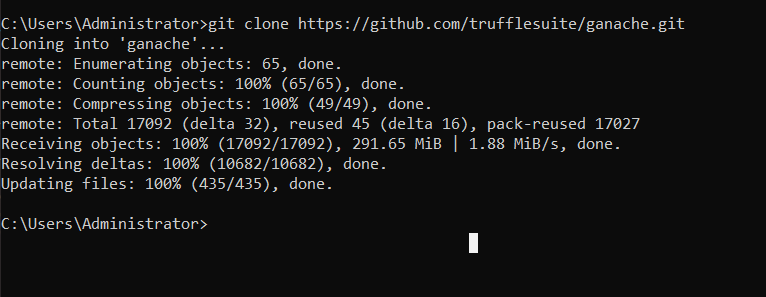 C:\Users\Administrator>git clone https://github.com/trufflesuite/ganache.git
Cloning into 'ganache'...
remote: Enumerating objects: 65, done.
remote: Counting objects: 100% (65/65), done.
remote: Compressing objects: 100% (49/49), done.
remote: Total 17092 (delta 32), reused 45 (delta 16), pack-reused 17027
Receiving objects: 100% (17092/17092), 291.65 MiB | 1.88 MiB/s, done.
Resolving deltas: 100% (10682/10682), done.
Updating files: 100% (435/435), done.
C:\Users\Administrator>